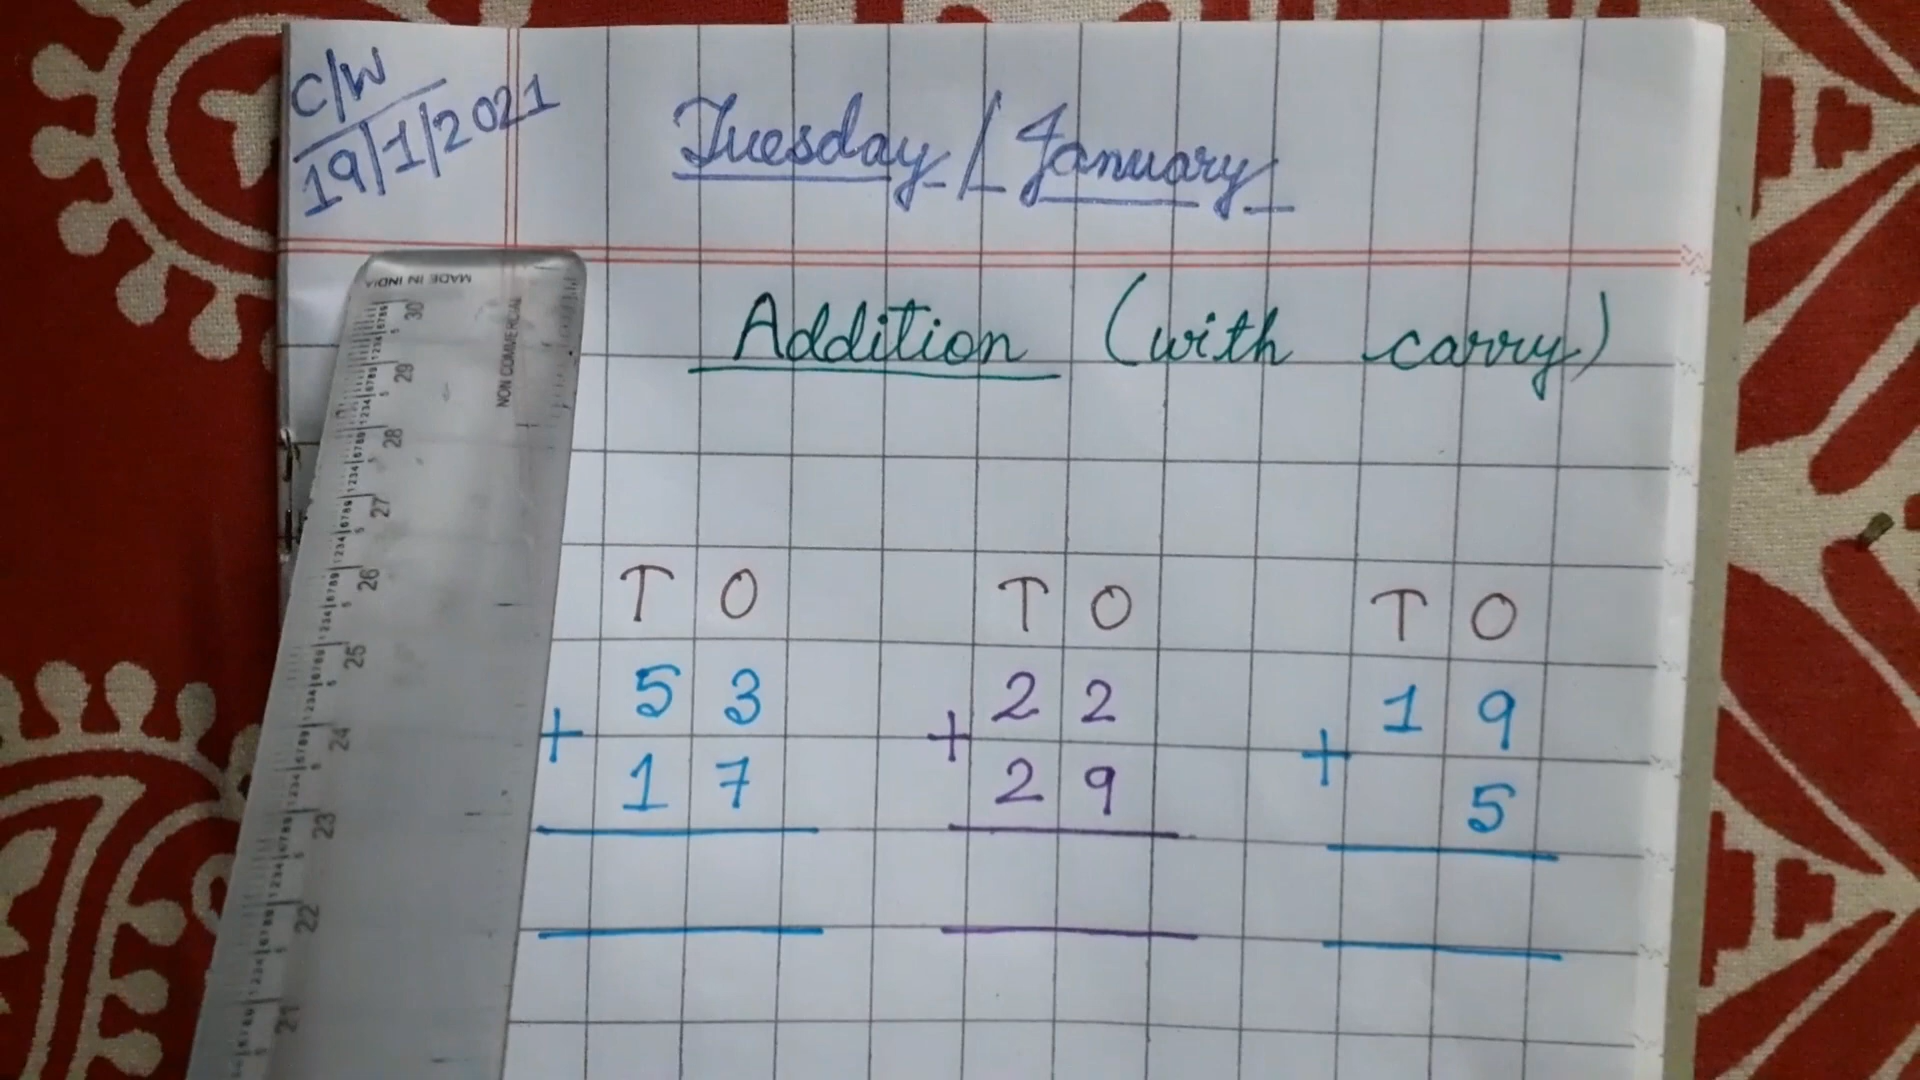 C/W
19/1/2021
Tuesday / January
MADE IN INDIA
NON COMMERCIAL
30
29
28
27
26
25
24
23
22
21
Addition (with carry)
T O T O T O
5 3 2 2 1 9
+ 1 7 + 2 9 + 5